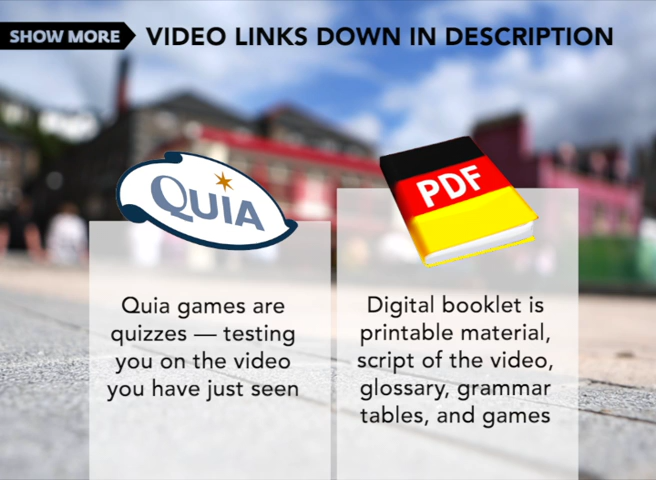 SHOW MORE VIDEO LINKS DOWN IN DESCRIPTION
QUIA
PDF
Quia games are
quizzes — testing
you on the video
you have just seen
Digital booklet is
printable material,
script of the video,
glossary, grammar
tables, and games